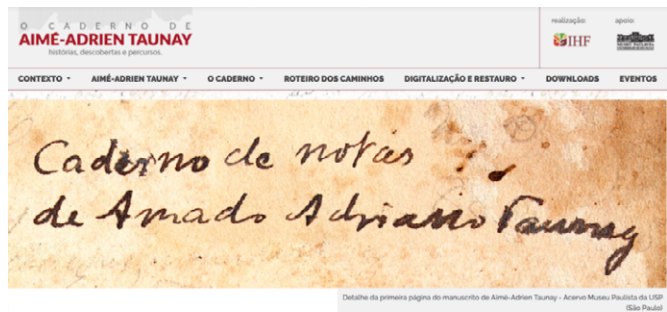 O CADERNO DE
AIMÉ-ADRIEN TAUNAY
histórias, descobertas e percursos.
realização:
IHF
apoio:
CONTEXTO
AIMÉ-ADRIEN TAUNAY
O CADERNO
ROTEIRO DOS CAMINHOS
DIGITALIZAÇÃO E RESTAURO
DOWNLOADS
EVENTOS
Caderno de notas
de Amado Adriano Taunay
Detalhe da primeira página do manuscrito de Aimé-Adrien Taunay - Acervo Museu Paulista da USP
(São Paulo)